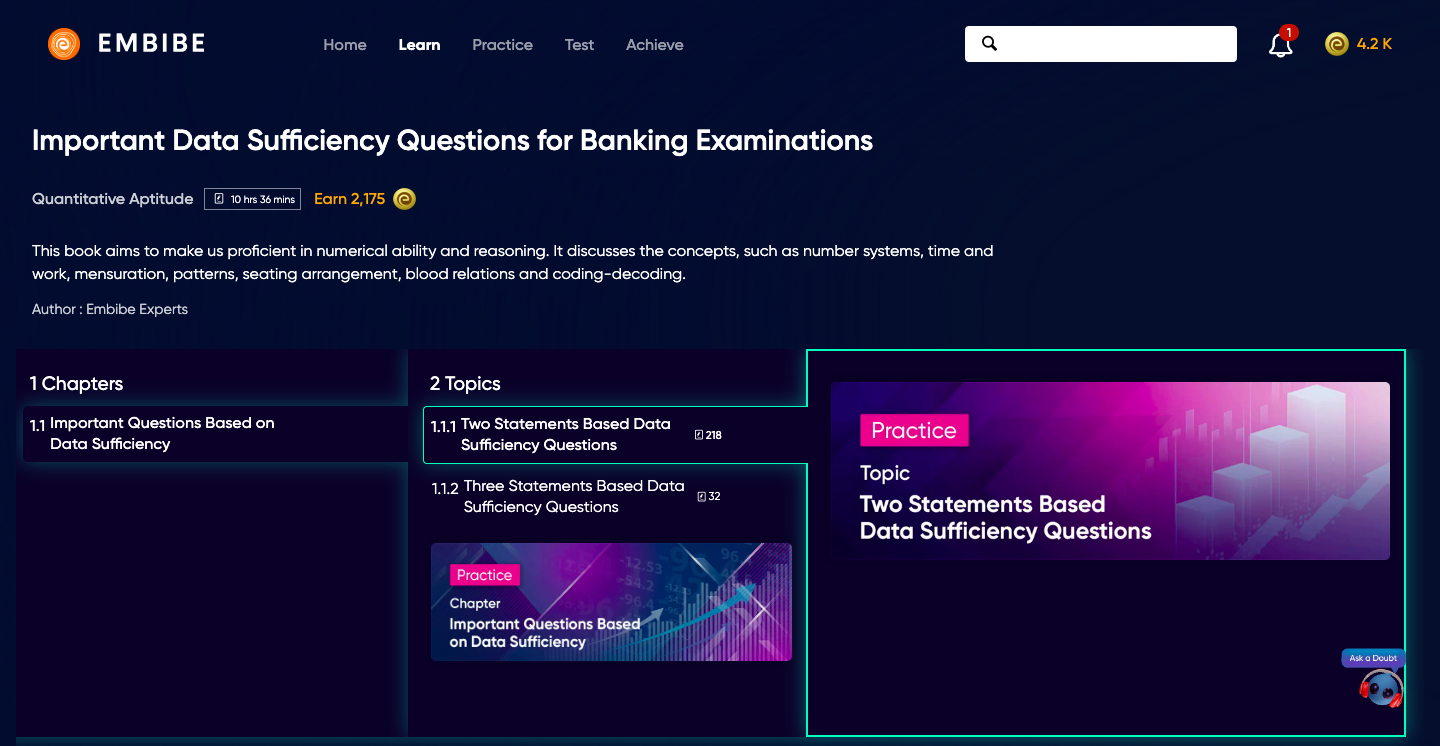 EMBIBE
Home
Learn
Practice
Test
Achieve
1
4.2 K
Important Data Sufficiency Questions for Banking Examinations
Quantitative Aptitude
10 hrs 36 mins
Earn 2,175
This book aims to make us proficient in numerical ability and reasoning. It discusses the concepts, such as number systems, time and
work, mensuration, patterns, seating arrangement, blood relations and coding-decoding.
Author : Embibe Experts
1 Chapters
1.1 Important Questions Based on
Data Sufficiency
2 Topics
1.1.1 Two Statements Based Data
Sufficiency Questions
218
1.1.2 Three Statements Based Data
Sufficiency Questions
32
Practice
Chapter
Important Questions Based
on Data Sufficiency
Practice
Topic
Two Statements Based
Data Sufficiency Questions
Ask a Doubt